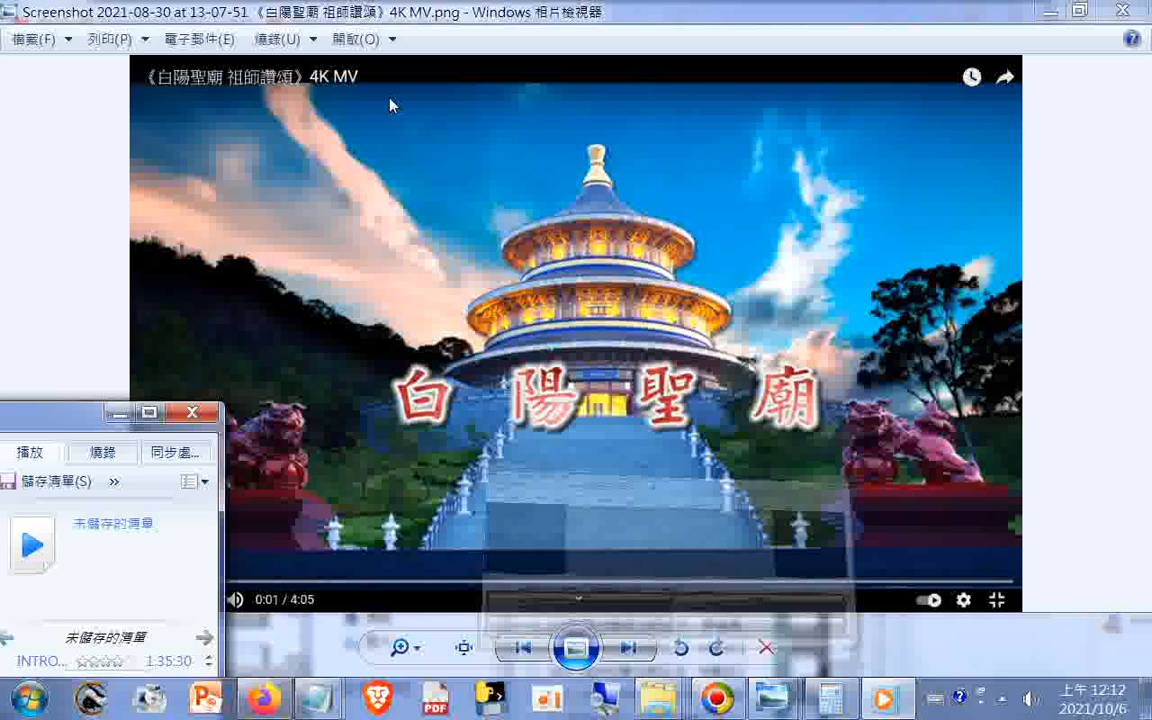 Screenshot 2021-08-30 at 13-07-51 《白陽聖廟 祖師讚頌》4K MV.png - Windows 相片檢視器
檔案(F) 列印(P) 電子郵件(E) 燒錄(U) 開啟(O)
《白陽聖廟 祖師讚頌》4K MV
白陽聖廟
播放 燒錄 同步處...
儲存清單(S) »
未儲存的清單
0:01 / 4:05
未儲存的清單
INTRO... 1:35:30
PDF
上午 12:12
2021/10/6